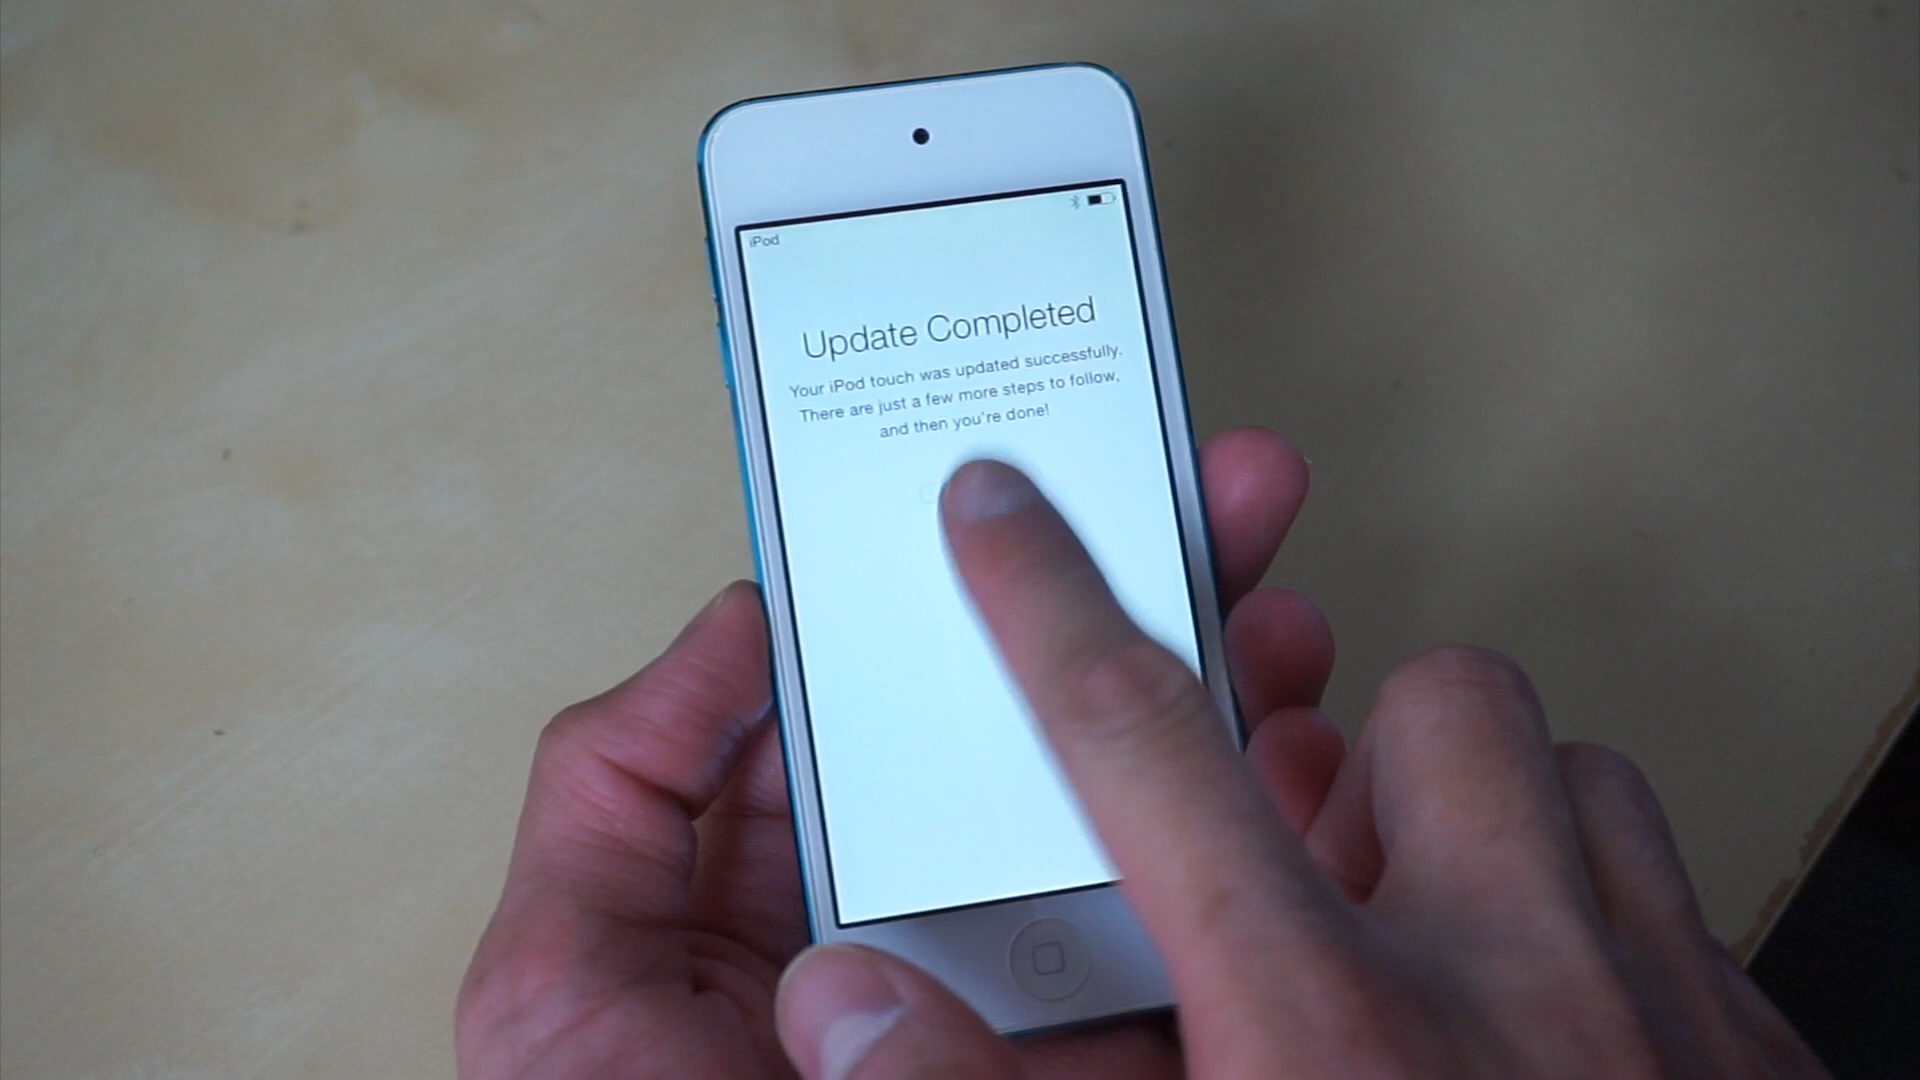 iPod
Update Completed
Your iPod touch was updated successfully.
There are just a few more steps to follow,
and then you're done!